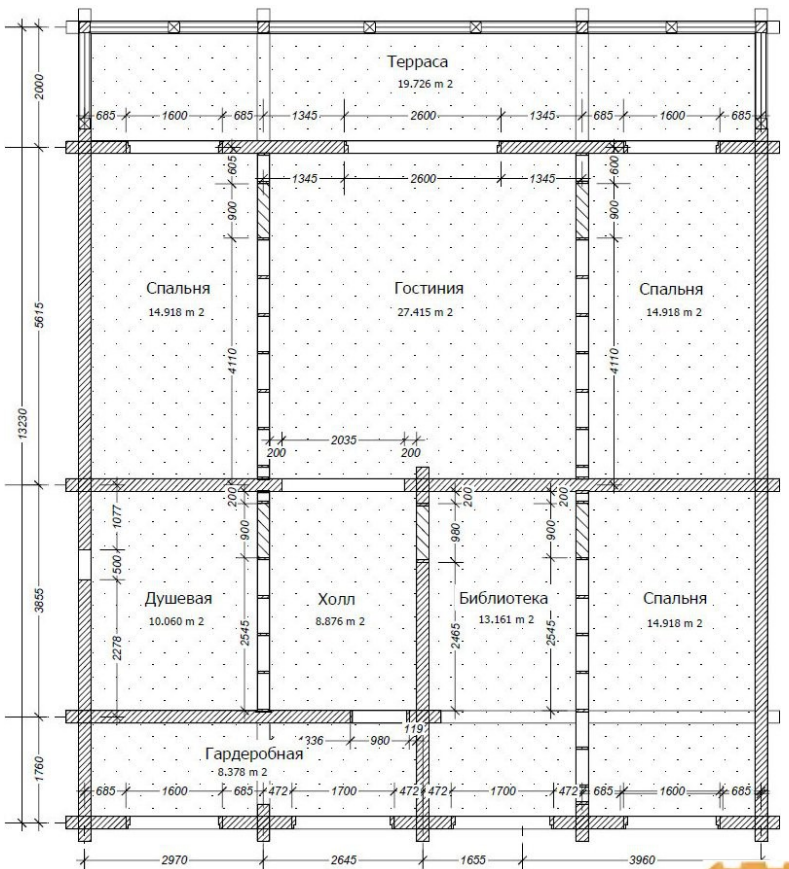 Терраса
19.726 m 2
2000
685 1600 685 1345 2600 1345 685 1600 685
605 1345 2600 1345 600
900 900
Спальня
14.918 m 2
Гостиния
27.415 m 2
Спальня
14.918 m 2
5615
4110 4110
13230
2035
200 200
1077 200 200 200
900 980 900
500
Душевая
10.060 m 2
Холл
8.876 m 2
Библиотека
13.161 m 2
Спальня
14.918 m 2
3855
2278 2545 2465 2545
119
336 980
Гардеробная
8.378 m 2
1760
685 1600 685 472 1700 472 472 1700 472 685 1600 685
2970 2645 1655 3960